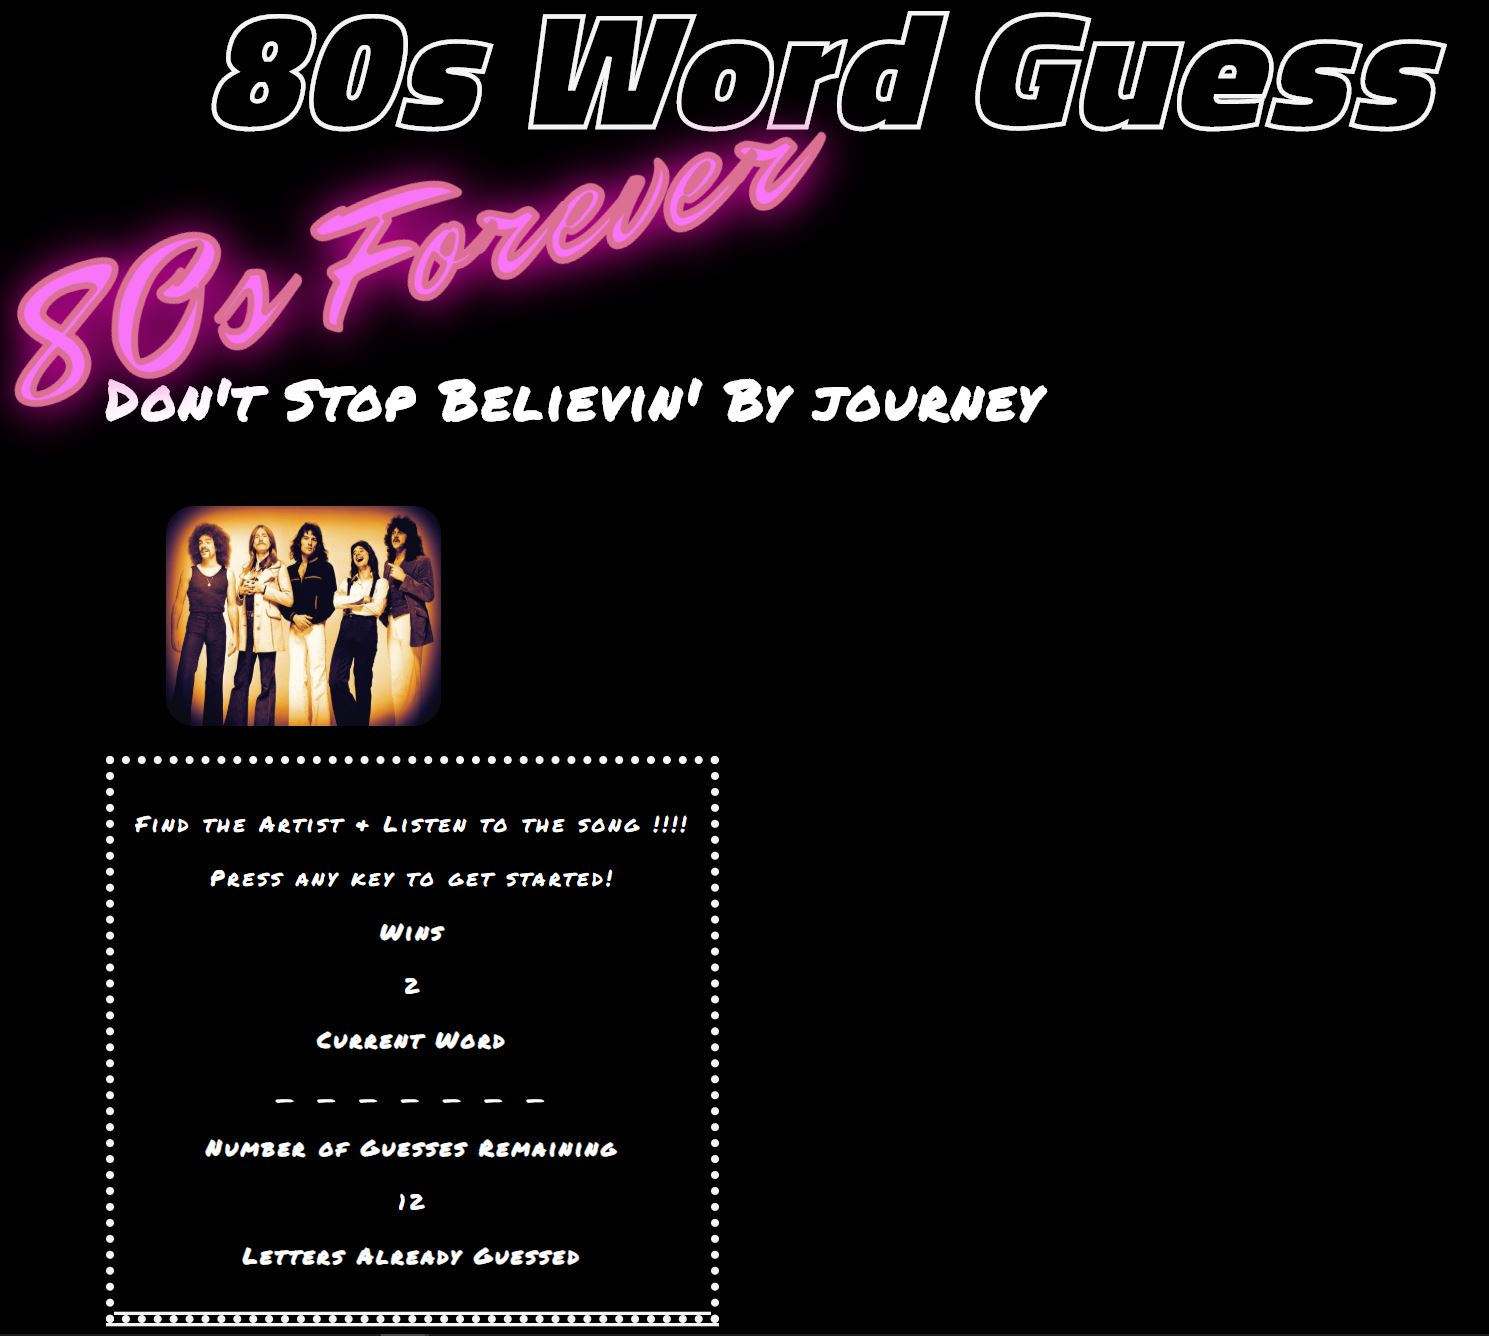 80s Word Guess
80s Forever
Don't Stop Believin' By journey
Find the Artist & Listen to the song !!!!
Press any key to get started!
Wins
2
Current Word
_ _ _ _ _ _ _
Number of Guesses Remaining
12
Letters Already Guessed